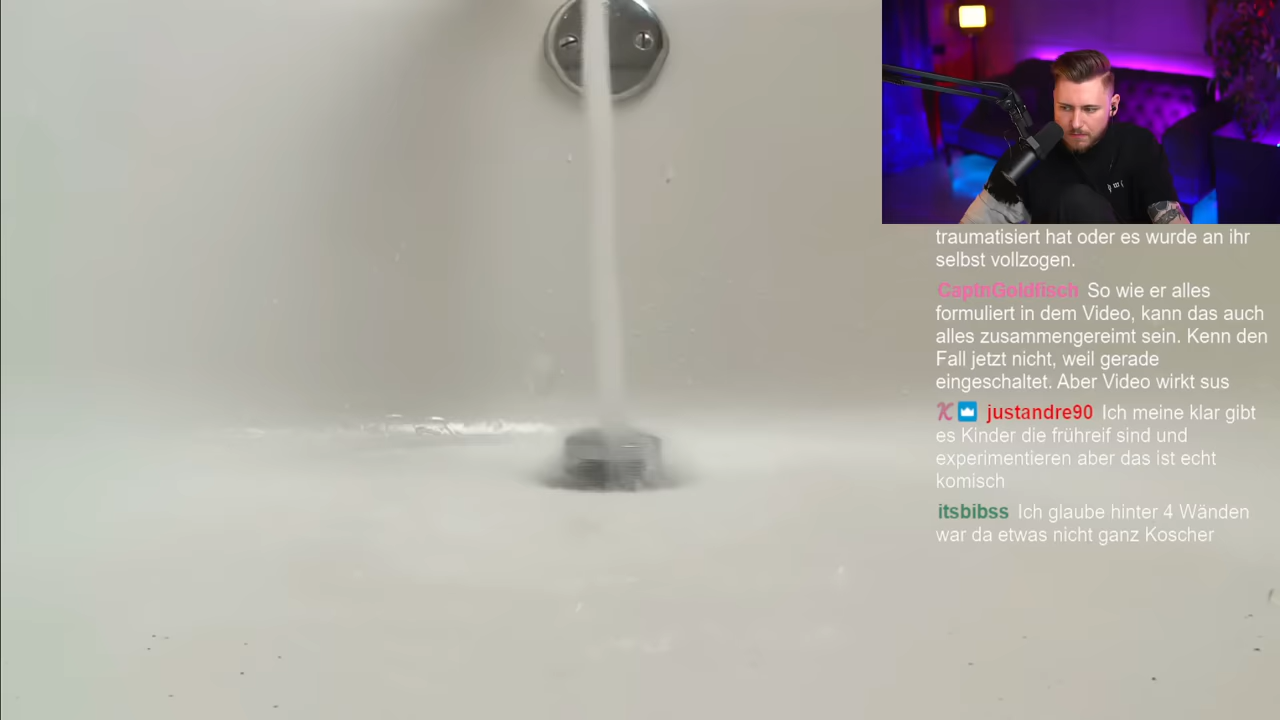 traumatisiert hat oder es wurde an ihr
selbst vollzogen.
CaptnGoldfisch So wie er alles
formuliert in dem Video, kann das auch
alles zusammengereimt sein. Kenn den
Fall jetzt nicht, weil gerade
eingeschaltet. Aber Video wirkt sus
justandre90 Ich meine klar gibt
es Kinder die frühreif sind und
experimentieren aber das ist echt
komisch
itsbibss Ich glaube hinter 4 Wänden
war da etwas nicht ganz Koscher